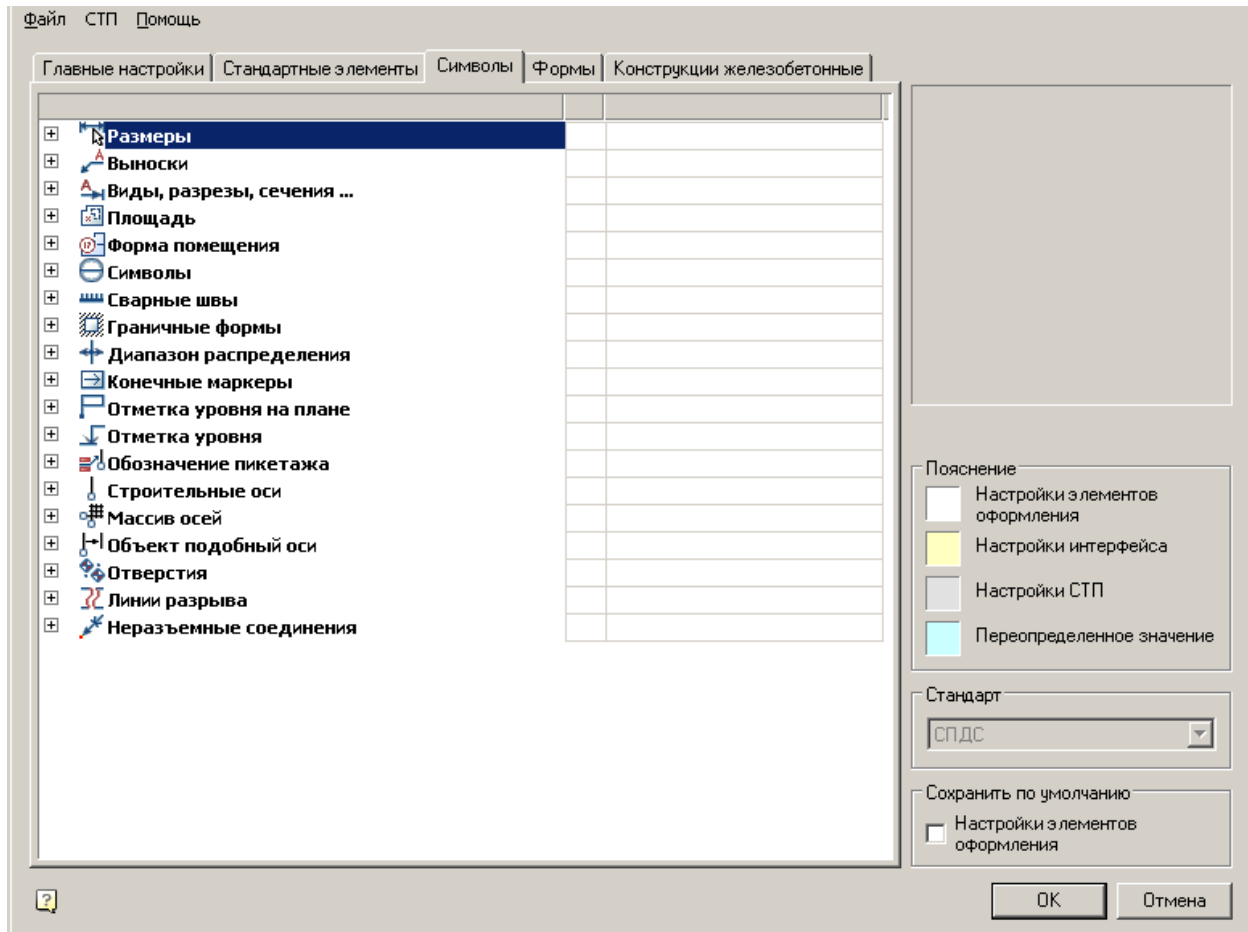 Файл СТП Помощь
Главные настройки Стандартные элементы Символы Формы Конструкции железобетонные
Размеры
Выноски
Виды, разрезы, сечения ...
Площадь
Форма помещения
Символы
Сварные швы
Граничные формы
Диапазон распределения
Конечные маркеры
Отметка уровня на плане
Отметка уровня
Обозначение пикетажа
Строительные оси
Массив осей
Объект подобный оси
Отверстия
Линии разрыва
Неразъемные соединения
Пояснение
Настройки элементов
оформления
Настройки интерфейса
Настройки СТП
Переопределенное значение
Стандарт
СПДС
Сохранить по умолчанию
Настройки элементов
оформления
OK Отмена